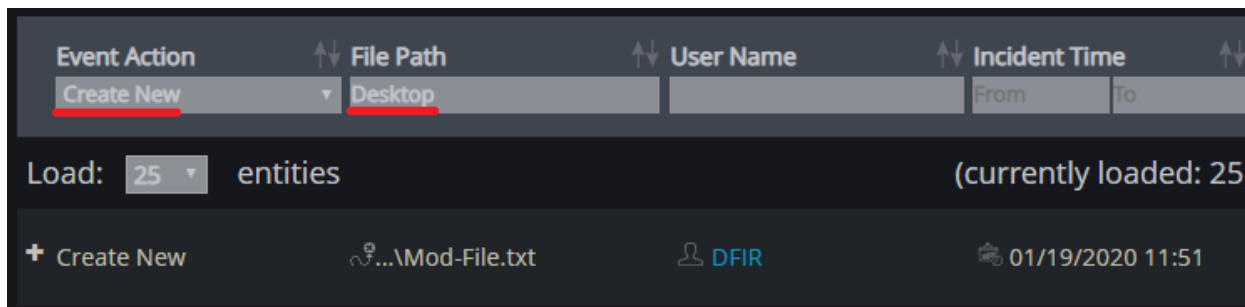 Event Action File Path User Name Incident Time
Create New Desktop From To
Load: 25 entities (currently loaded: 25
+ Create New ...\Mod-File.txt DFIR 01/19/2020 11:51